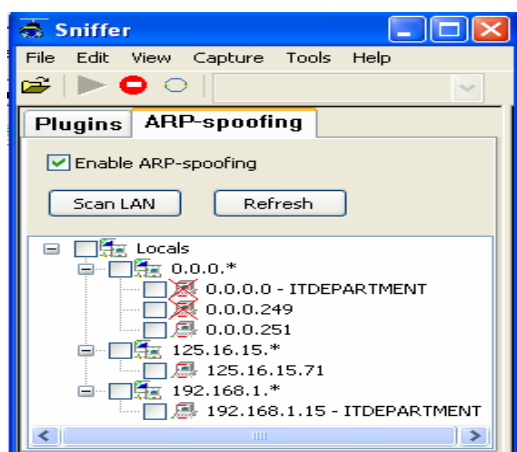 Sniffer
File Edit View Capture Tools Help
Plugins ARP-spoofing
Enable ARP-spoofing
Scan LAN Refresh
Locals
0.0.0.*
0.0.0.0 - ITDEPARTMENT
0.0.0.249
0.0.0.251
125.16.15.*
125.16.15.71
192.168.1.*
192.168.1.15 - ITDEPARTMENT